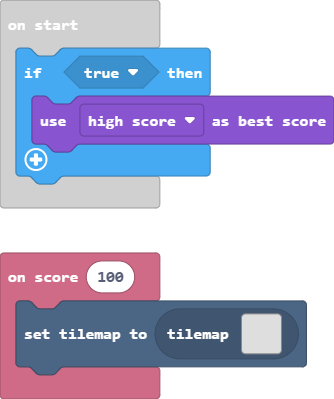 on start
if true then
use high score as best score
on score 100
set tilemap to tilemap